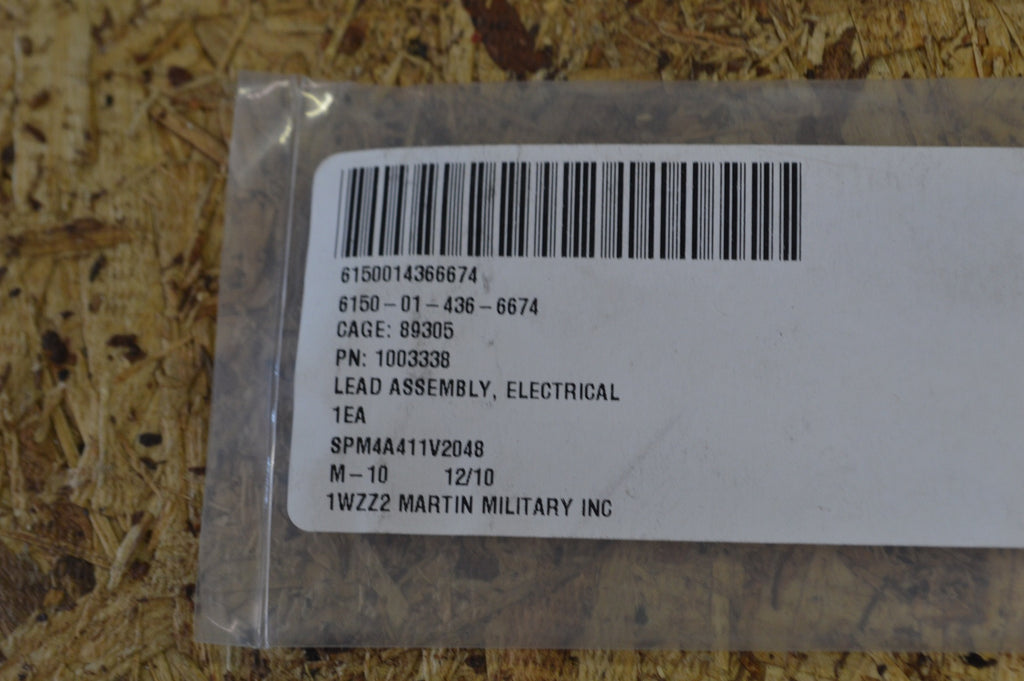 6150014366674
6150-01-436-6674
CAGE: 89305
PN: 1003338
LEAD ASSEMBLY, ELECTRICAL
1EA
SPM4A411V2048
M-10 12/10
1WZZ2 MARTIN MILITARY INC